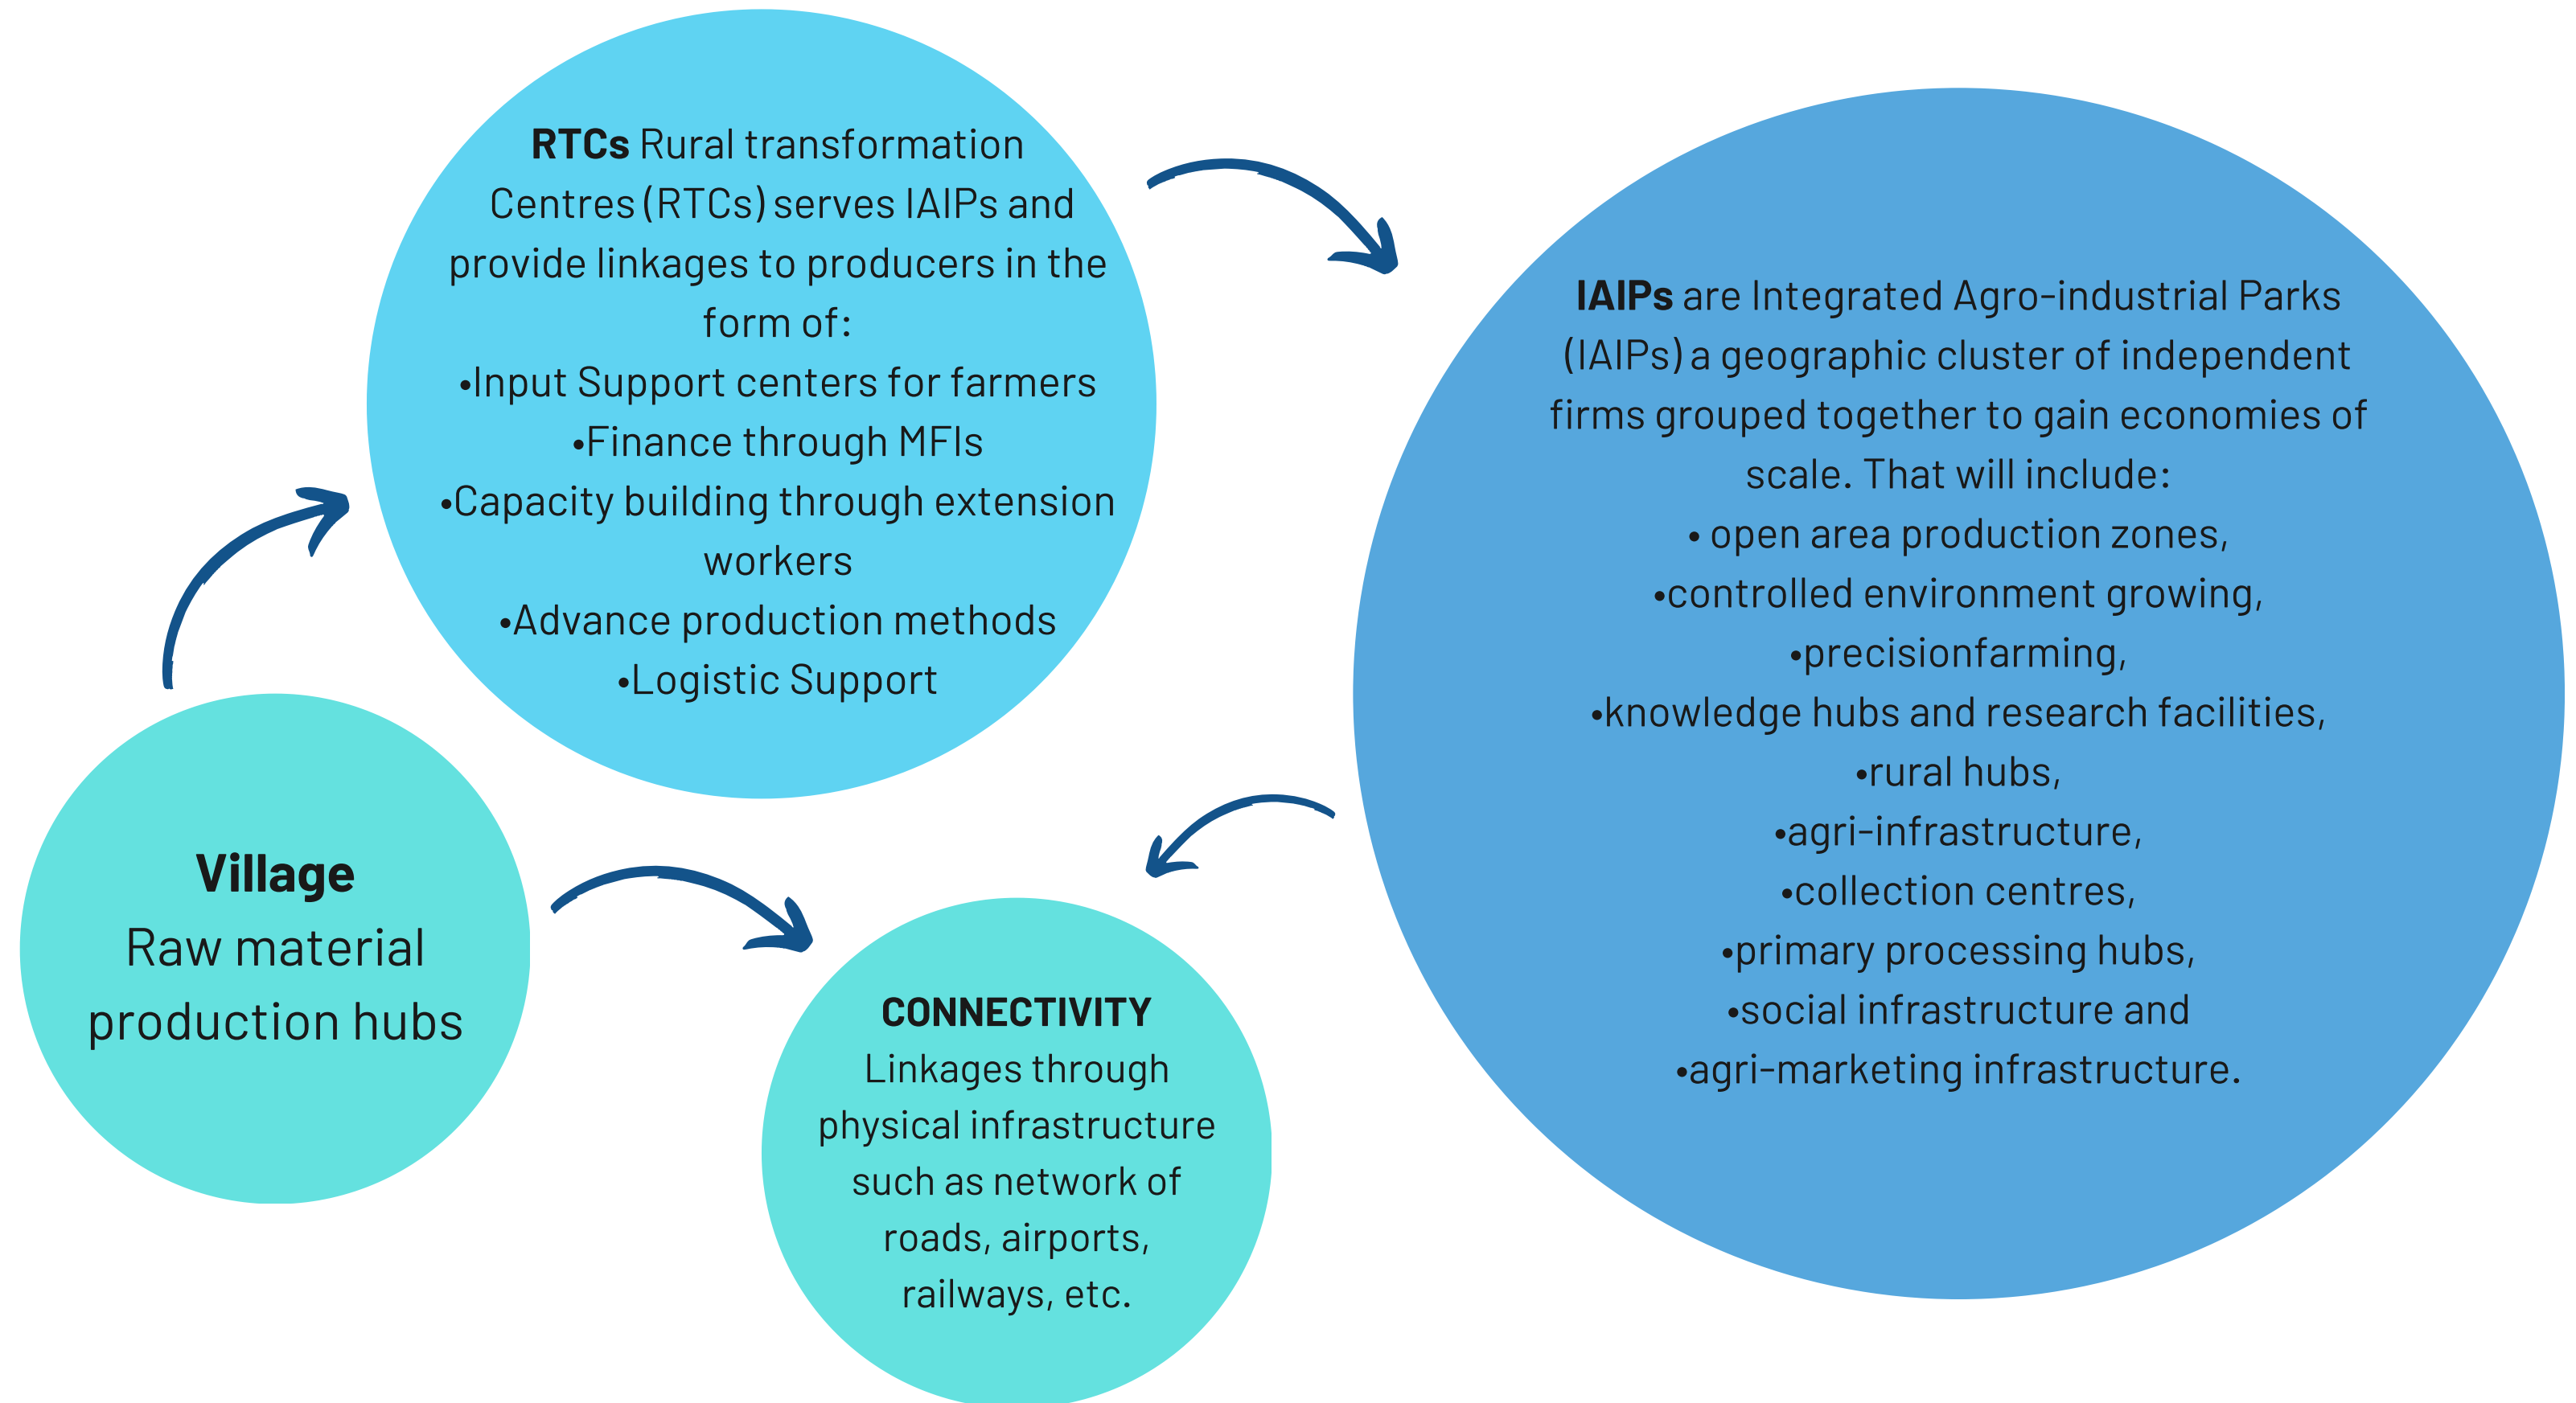 RTCs Rural transformation
Centres (RTCs) serves IAIPs and
provide linkages to producers in the
form of:
•Input Support centers for farmers
•Finance through MFIs
•Capacity building through extension
workers
•Advance production methods
•Logistic Support
IAIPs are Integrated Agro-industrial Parks
(IAIPs) a geographic cluster of independent
firms grouped together to gain economies of
scale. That will include:
• open area production zones,
•controlled environment growing,
•precisionfarming,
•knowledge hubs and research facilities,
•rural hubs,
•agri-infrastructure,
•collection centres,
•primary processing hubs,
•social infrastructure and
•agri-marketing infrastructure.
Village
Raw material
production hubs
CONNECTIVITY
Linkages through
physical infrastructure
such as network of
roads, airports,
railways, etc.